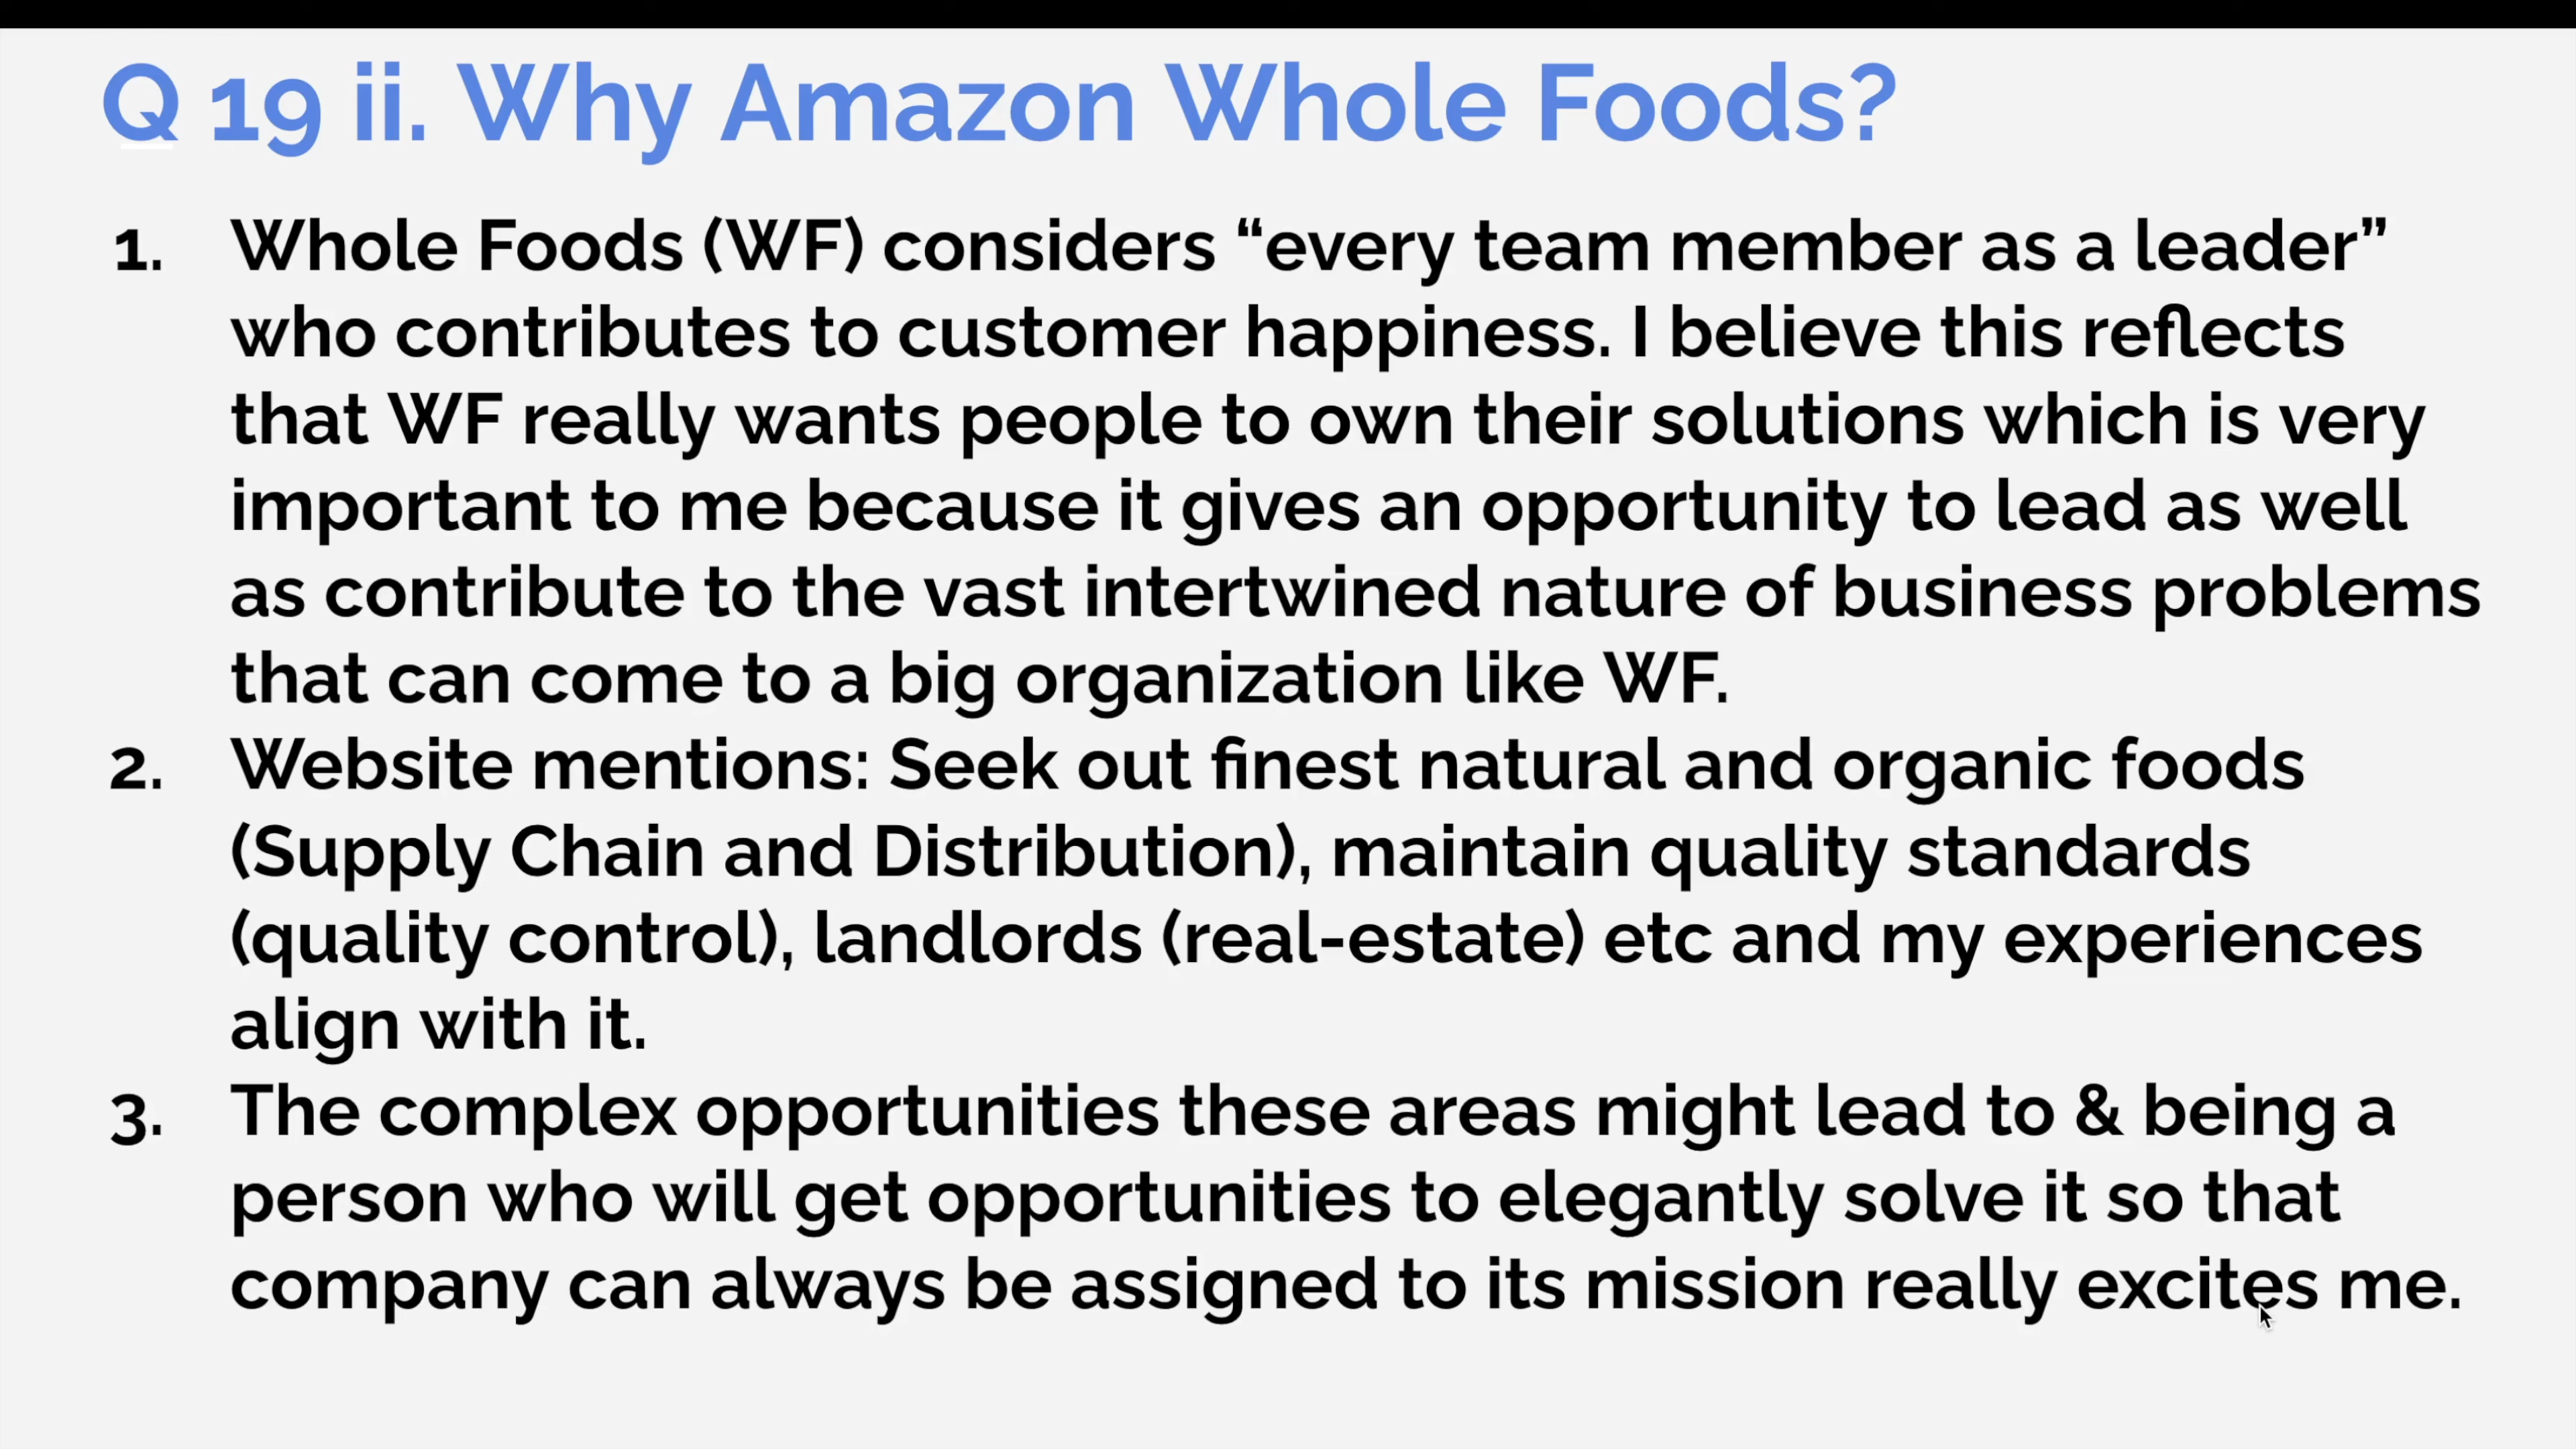 Q 19 ii. Why Amazon Whole Foods?
1. Whole Foods (WF) considers “every team member as a leader”
who contributes to customer happiness. I believe this reflects
that WF really wants people to own their solutions which is very
important to me because it gives an opportunity to lead as well
as contribute to the vast intertwined nature of business problems
that can come to a big organization like WF.
2. Website mentions: Seek out finest natural and organic foods
(Supply Chain and Distribution), maintain quality standards
(quality control), landlords (real-estate) etc and my experiences
align with it.
3. The complex opportunities these areas might lead to & being a
person who will get opportunities to elegantly solve it so that
company can always be assigned to its mission really excites me.